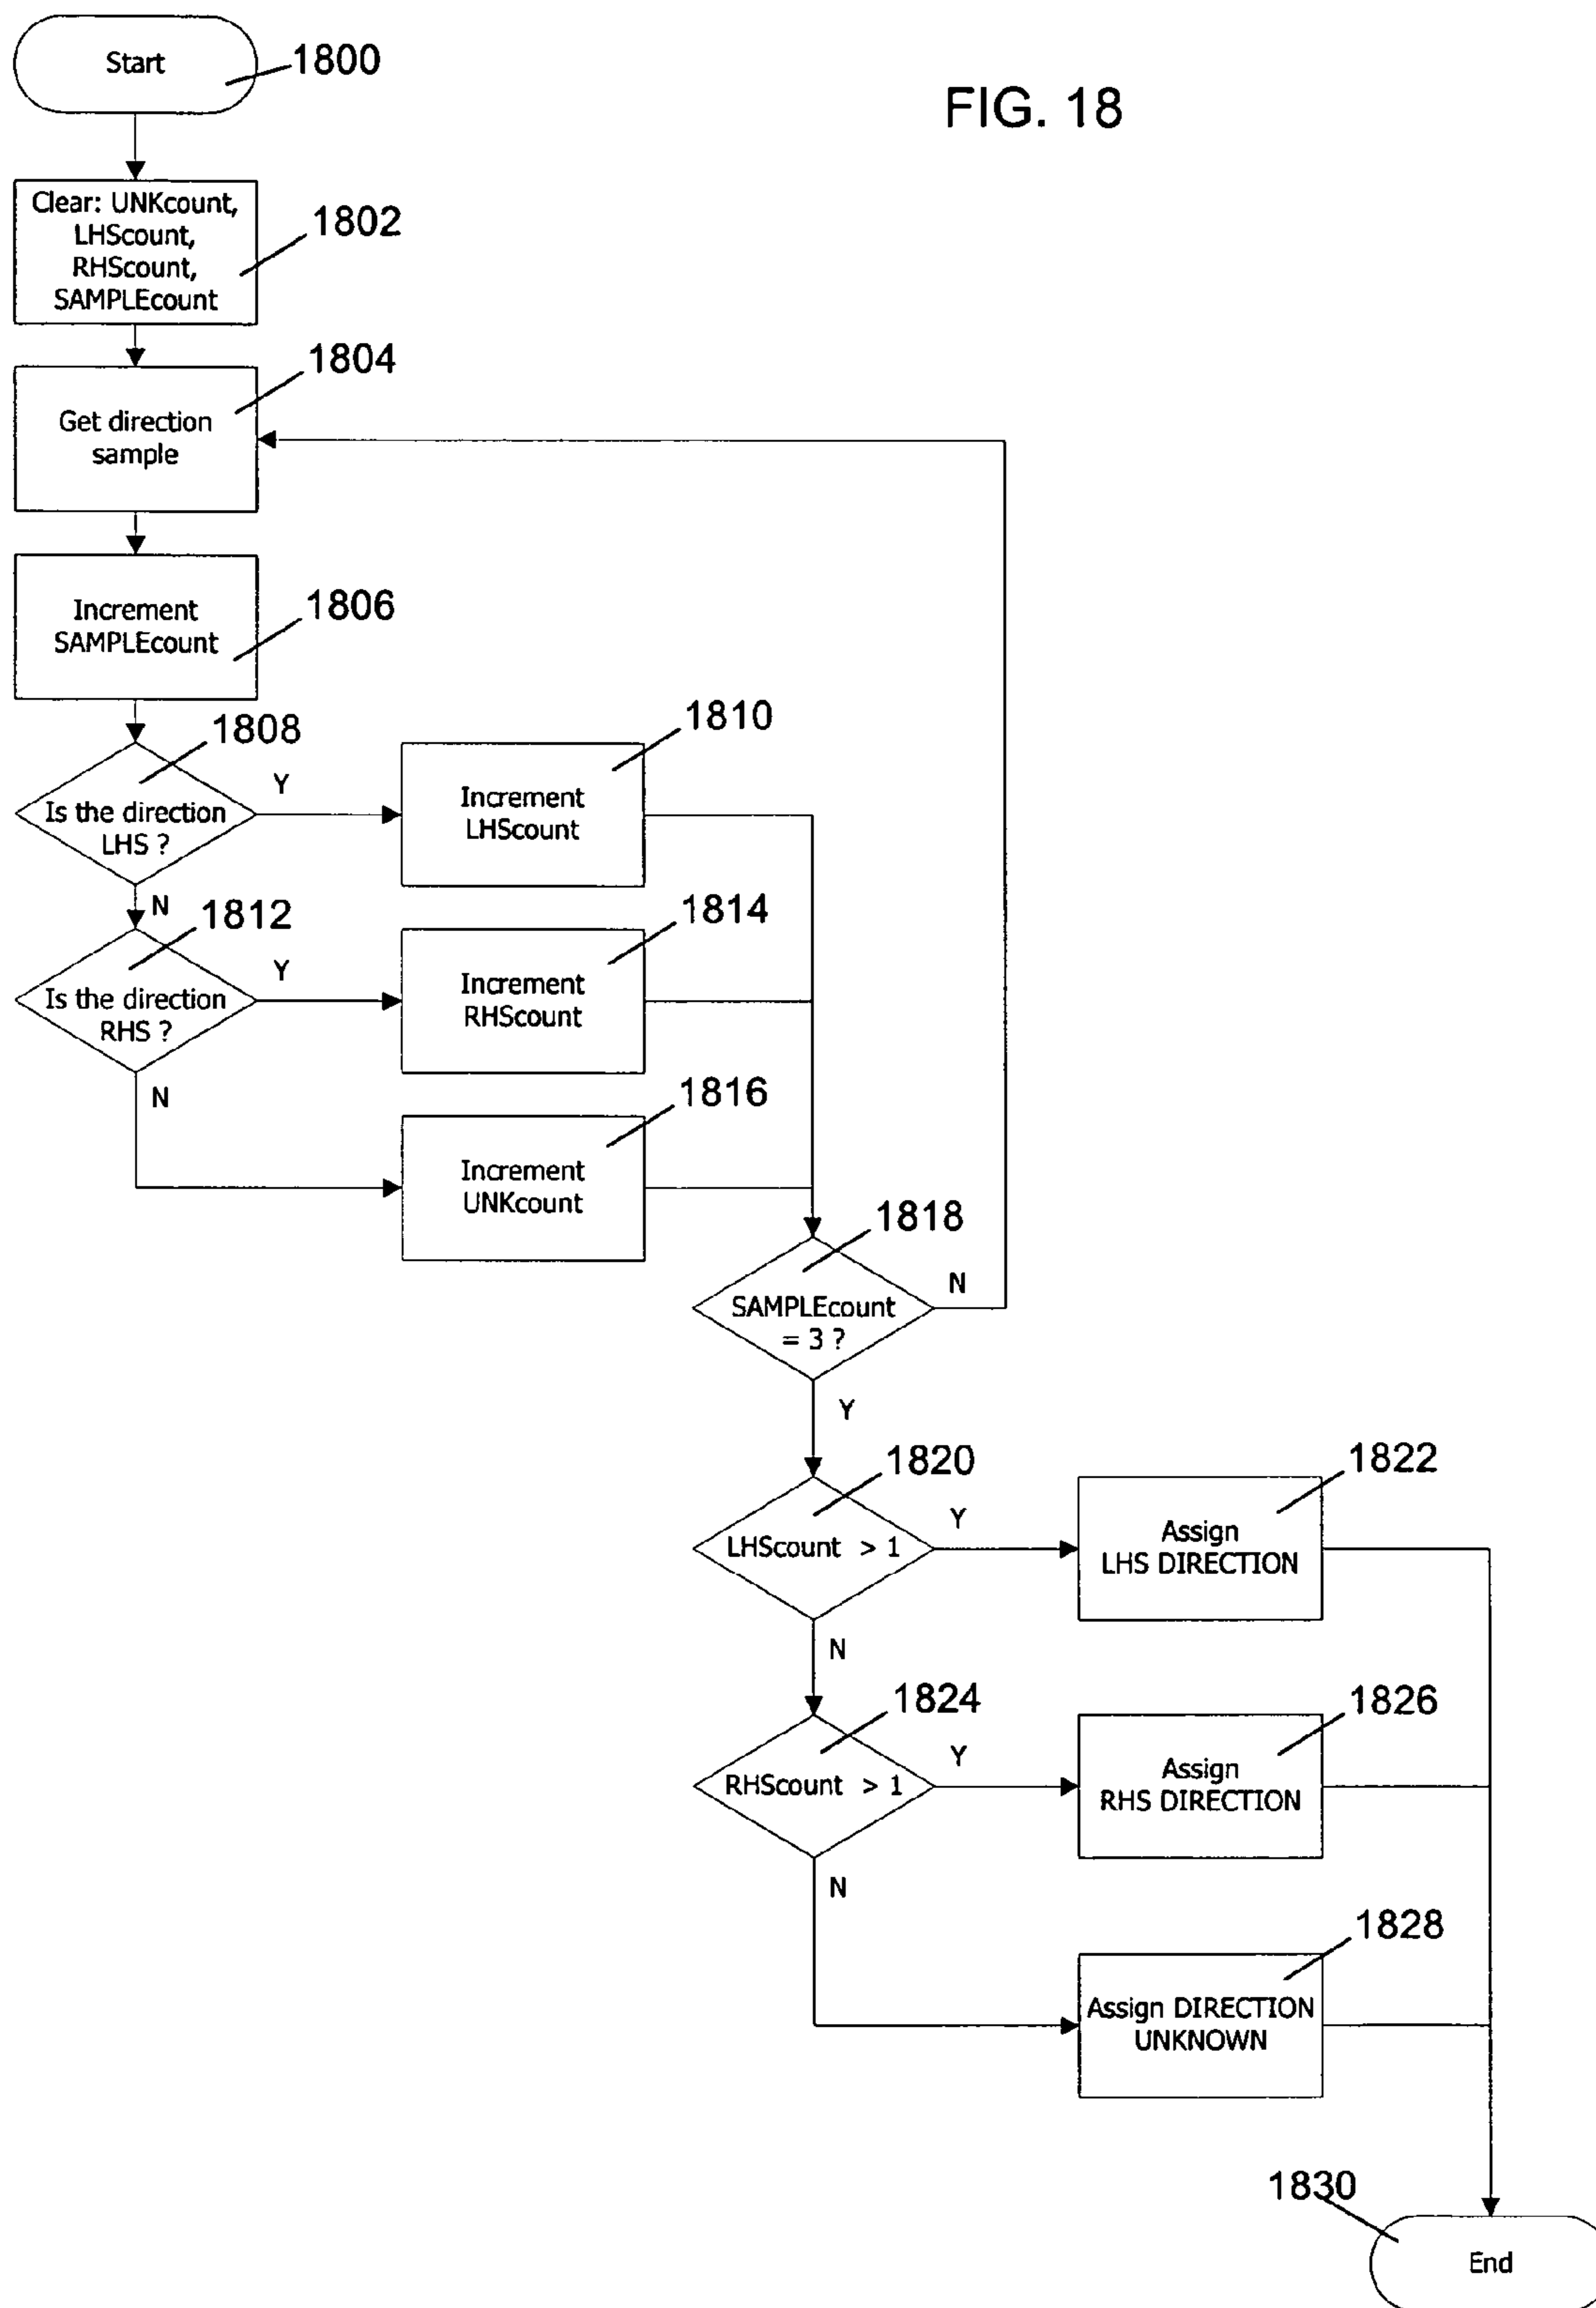 Start
1800
FIG. 18
Clear: UNKcount,
LHScount,
RHScount,
SAMPLEcount
1802
1804
Get direction
sample
1806
Increment
SAMPLEcount
1808
Is the direction
LHS ?
Y
N
1810
Increment
LHScount
1812
Is the direction
RHS ?
Y
N
1814
Increment
RHScount
1816
Increment
UNKcount
1818
SAMPLEcount
= 3 ?
N
Y
1820
LHScount > 1
Y
N
1822
Assign
LHS DIRECTION
1824
RHScount > 1
Y
N
1826
Assign
RHS DIRECTION
1828
Assign DIRECTION
UNKNOWN
1830
End